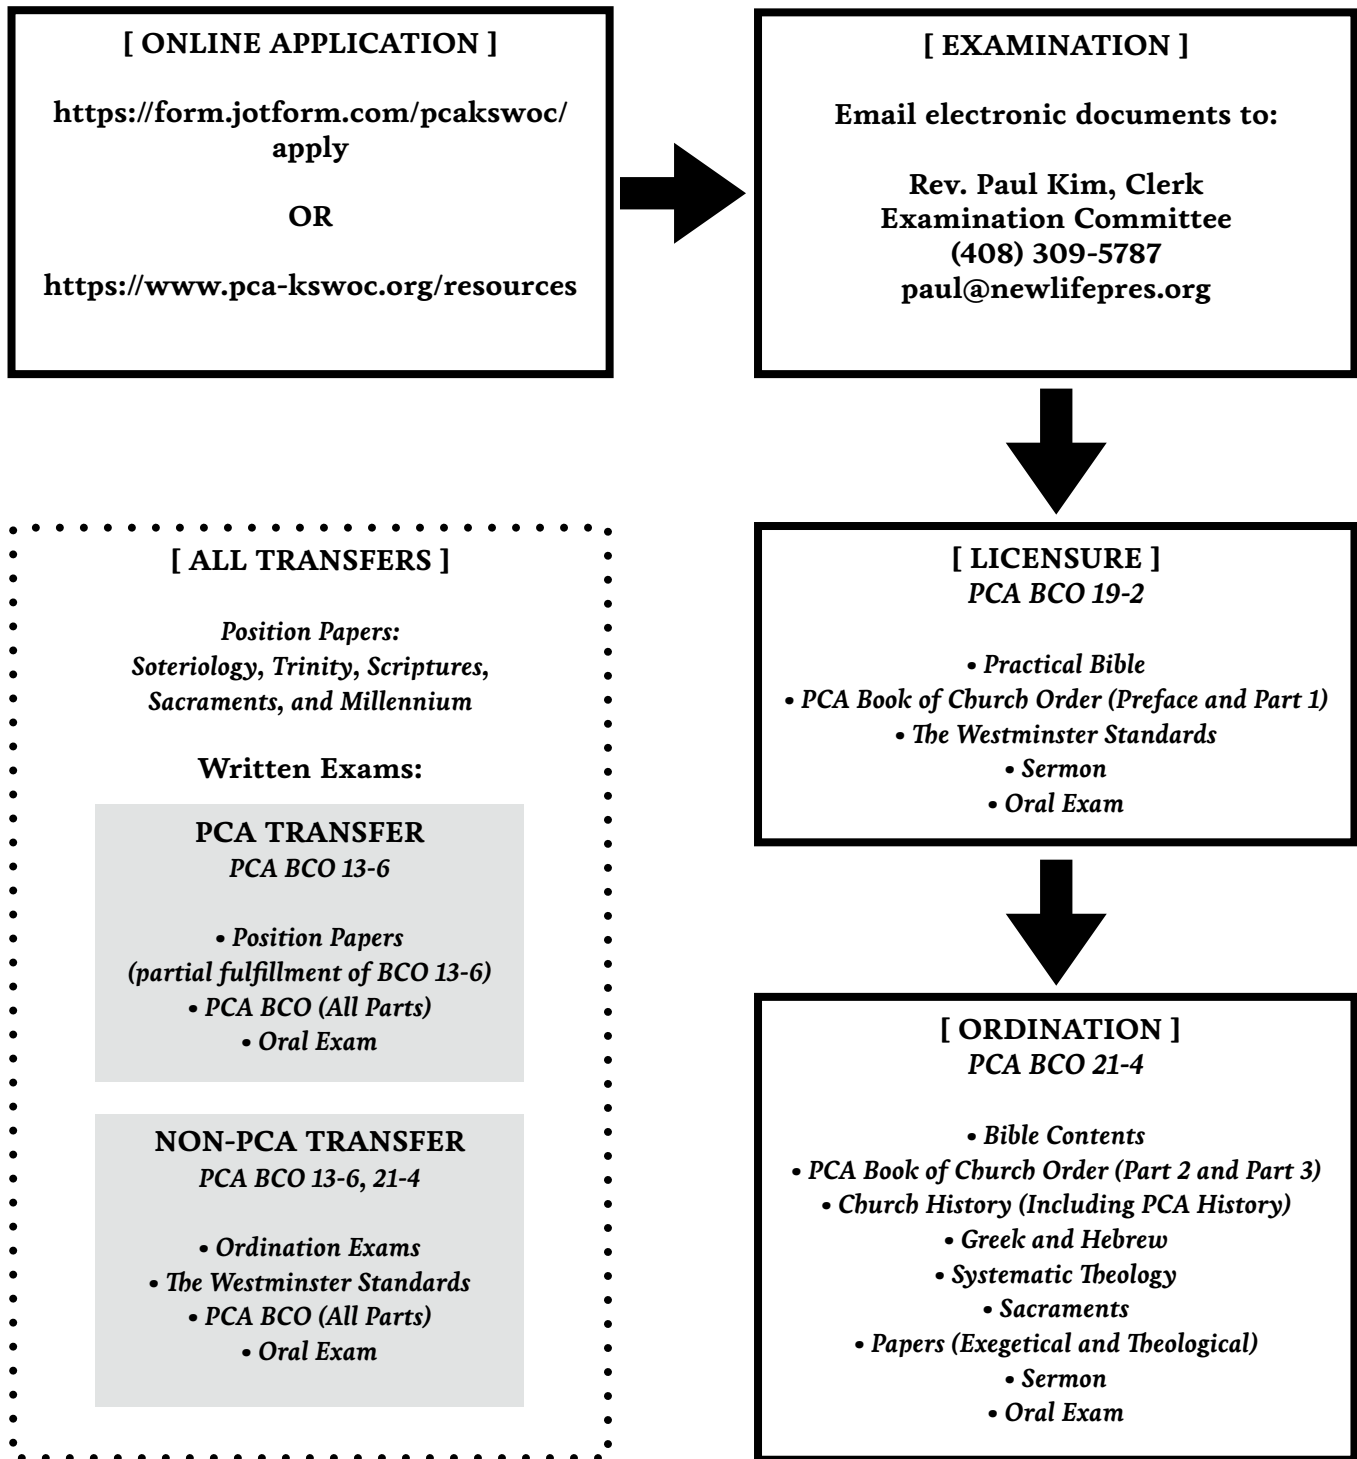 [ ONLINE APPLICATION ]
https://form.jotform.com/pcakswoc/
apply
OR
https://www.pca-kswoc.org/resources
[ EXAMINATION ]
Email electronic documents to:
Rev. Paul Kim, Clerk
Examination Committee
(408) 309-5787
paul@newlifepres.org
[ LICENSURE ]
PCA BCO 19-2
• Practical Bible
• PCA Book of Church Order (Preface and Part 1)
• The Westminster Standards
• Sermon
• Oral Exam
[ ORDINATION ]
PCA BCO 21-4
• Bible Contents
• PCA Book of Church Order (Part 2 and Part 3)
• Church History (Including PCA History)
• Greek and Hebrew
• Systematic Theology
• Sacraments
• Papers (Exegetical and Theological)
• Sermon
• Oral Exam
[ ALL TRANSFERS ]
Position Papers:
Soteriology, Trinity, Scriptures,
Sacraments, and Millennium
Written Exams:
PCA TRANSFER
PCA BCO 13-6
• Position Papers
(partial fulfillment of BCO 13-6)
• PCA BCO (All Parts)
• Oral Exam
NON-PCA TRANSFER
PCA BCO 13-6, 21-4
• Ordination Exams
• The Westminster Standards
• PCA BCO (All Parts)
• Oral Exam